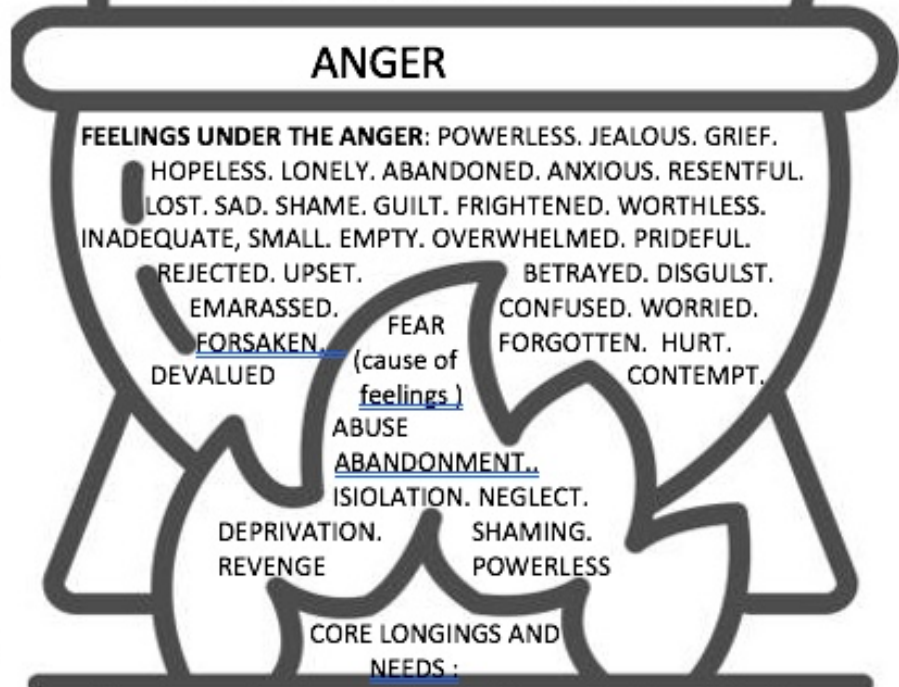 ANGER
FEELINGS UNDER THE ANGER: POWERLESS. JEALOUS. GRIEF.
HOPELESS. LONELY. ABANDONED. ANXIOUS. RESENTFUL.
LOST. SAD. SHAME. GUILT. FRIGHTENED. WORTHLESS.
INADEQUATE, SMALL. EMPTY. OVERWHELMED. PRIDEFUL.
REJECTED. UPSET. BETRAYED. DISGULST.
EMARASSED. CONFUSED. WORRIED.
FORSAKEN. FORGOTTEN. HURT.
DEVALUED CONTEMPT.
FEAR
(cause of
feelings )
ABUSE
ABANDONMENT..
ISIOLATION. NEGLECT.
DEPRIVATION. SHAMING.
REVENGE POWERLESS
CORE LONGINGS AND
NEEDS :